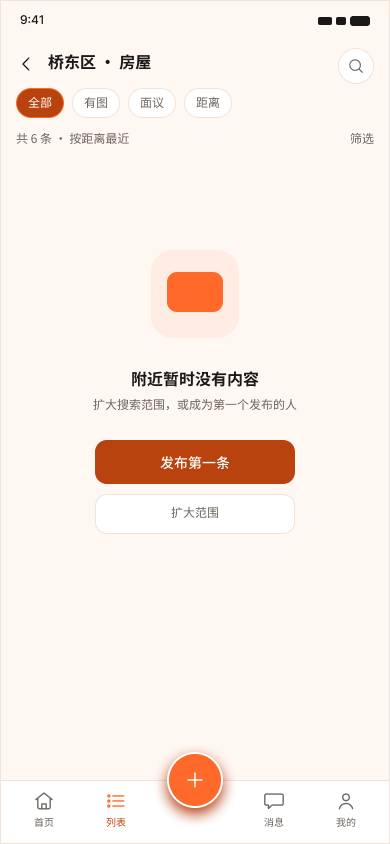 9:41
桥东区 · 房屋
全部 有图 面议 距离
共 6 条 · 按距离最近 筛选
附近暂时没有内容
扩大搜索范围，或成为第一个发布的人
发布第一条
扩大范围
首页 列表 消息 我的